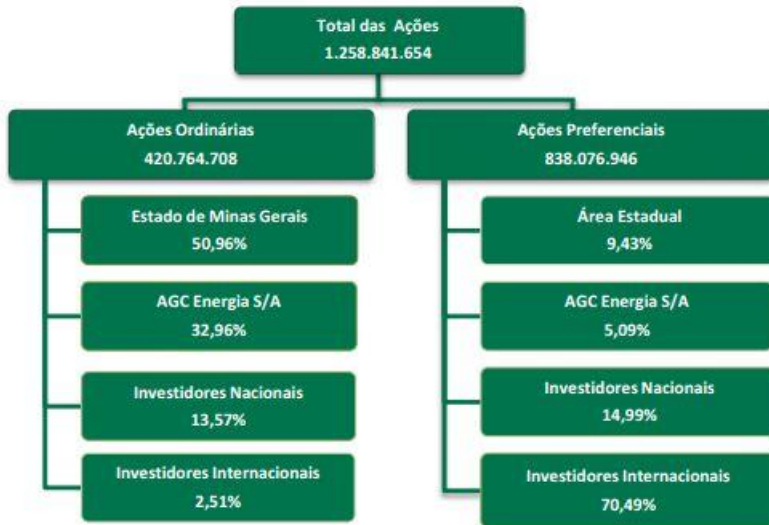 Total das Ações
1.258.841.654
Ações Ordinárias
420.764.708
Estado de Minas Gerais
50,96%
AGC Energia S/A
32,96%
Investidores Nacionais
13,57%
Investidores Internacionais
2,51%
Ações Preferenciais
838.076.946
Área Estadual
9,43%
AGC Energia S/A
5,09%
Investidores Nacionais
14,99%
Investidores Internacionais
70,49%